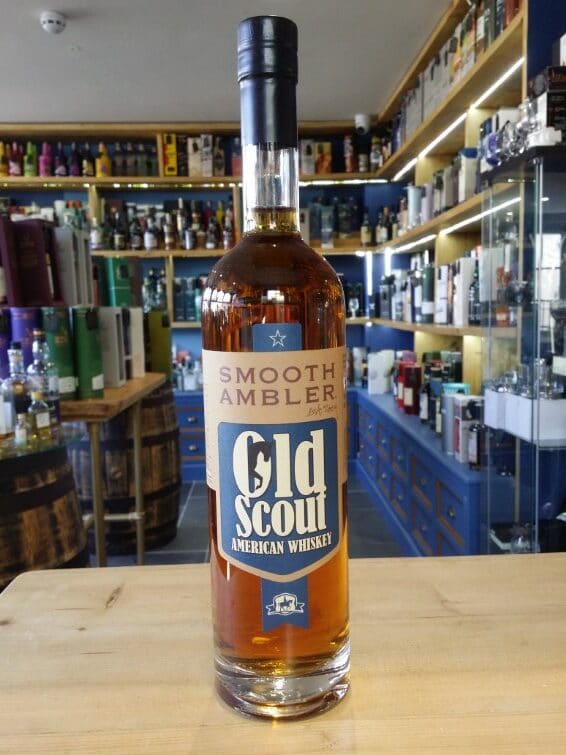 SMOOTH
AMBLER
Old
Scout
AMERICAN WHISKEY